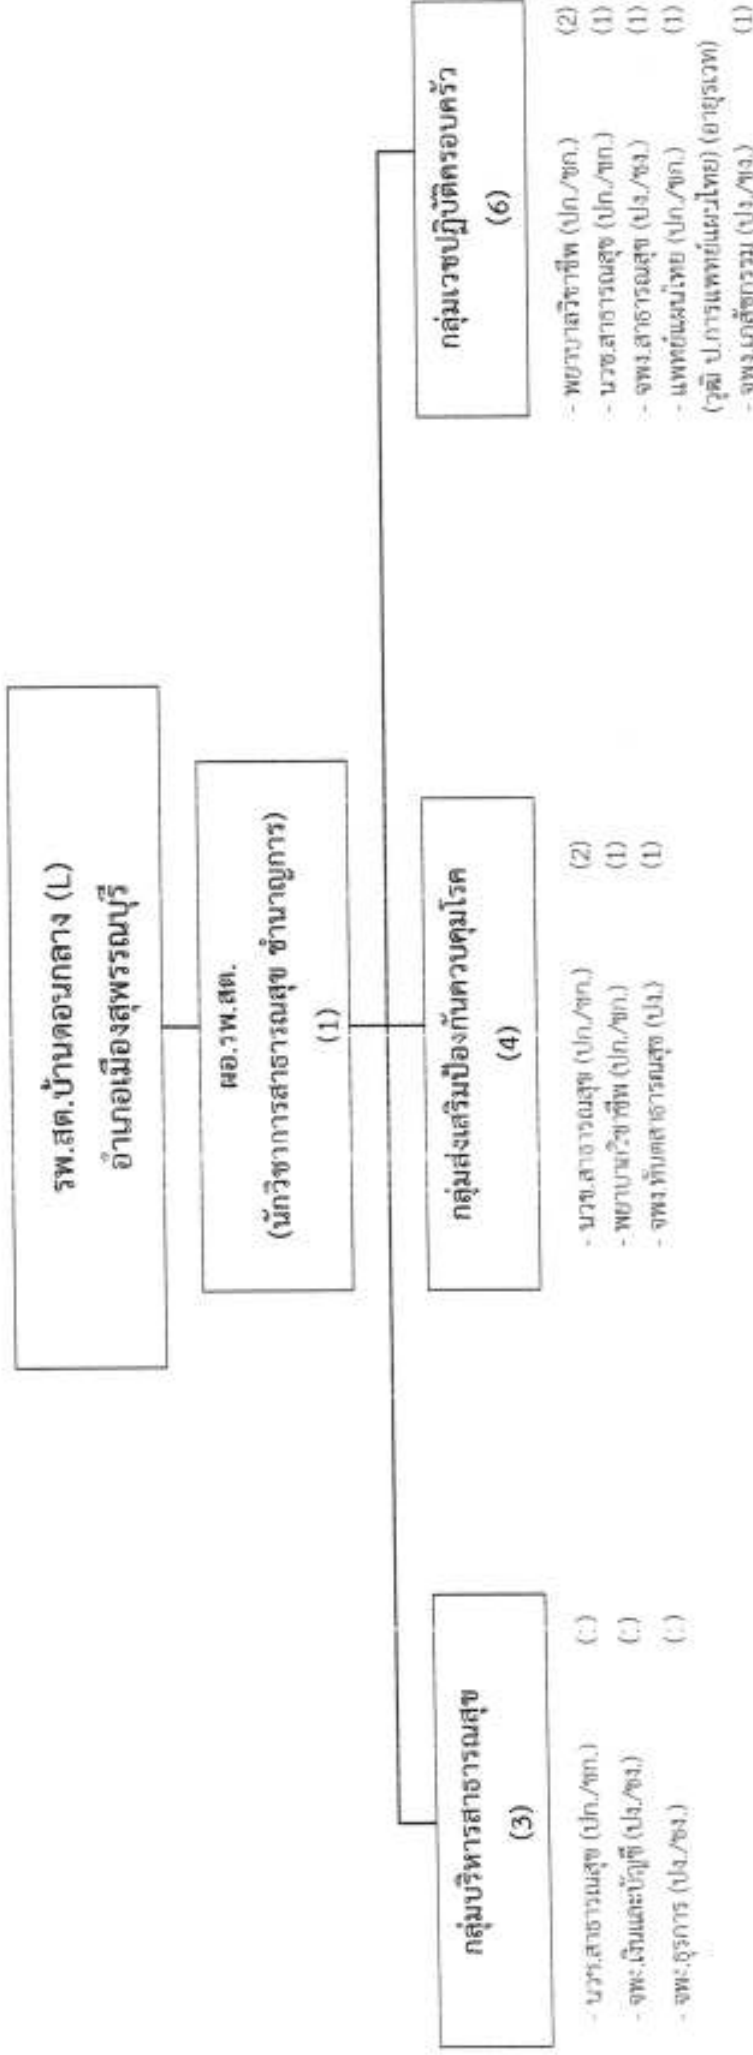 รพ.สต.บ้านดอนกลาง (L)
อำเภอเมืองสุพรรณบุรี
ผอ.รพ.สต.
(นักวิชาการสาธารณสุข ชำนาญการ)
(1)
กลุ่มบริหารสาธารณสุข
(3)
- นวช.สาธารณสุข (ปก./ชก.)
- จพง.เงินและบัญชี (ปง./ชง.)
- จพง.ธุรการ (ปง./ชง.)
กลุ่มส่งเสริมป้องกันควบคุมโรค
(4)
- นวช.สาธารณสุข (ปก./ชก.) (2)
- พยาบาลวิชาชีพ (ปก./ชก.) (1)
- จพง.ทันตสาธารณสุข (ปง.) (1)
กลุ่มเวชปฏิบัติครอบครัว
(6)
- พยาบาลวิชาชีพ (ปก./ชก.) (2)
- นวช.สาธารณสุข (ปก./ชก.) (1)
- จพง.สาธารณสุข (ปง./ชง.) (1)
- แพทย์แผนไทย (ปก./ชก.) (1)
(วุฒิ ป.การแพทย์แผนไทย) (อายุรเวท)
- จพง.เภสัชกรรม (ปง./ชง.) (1)